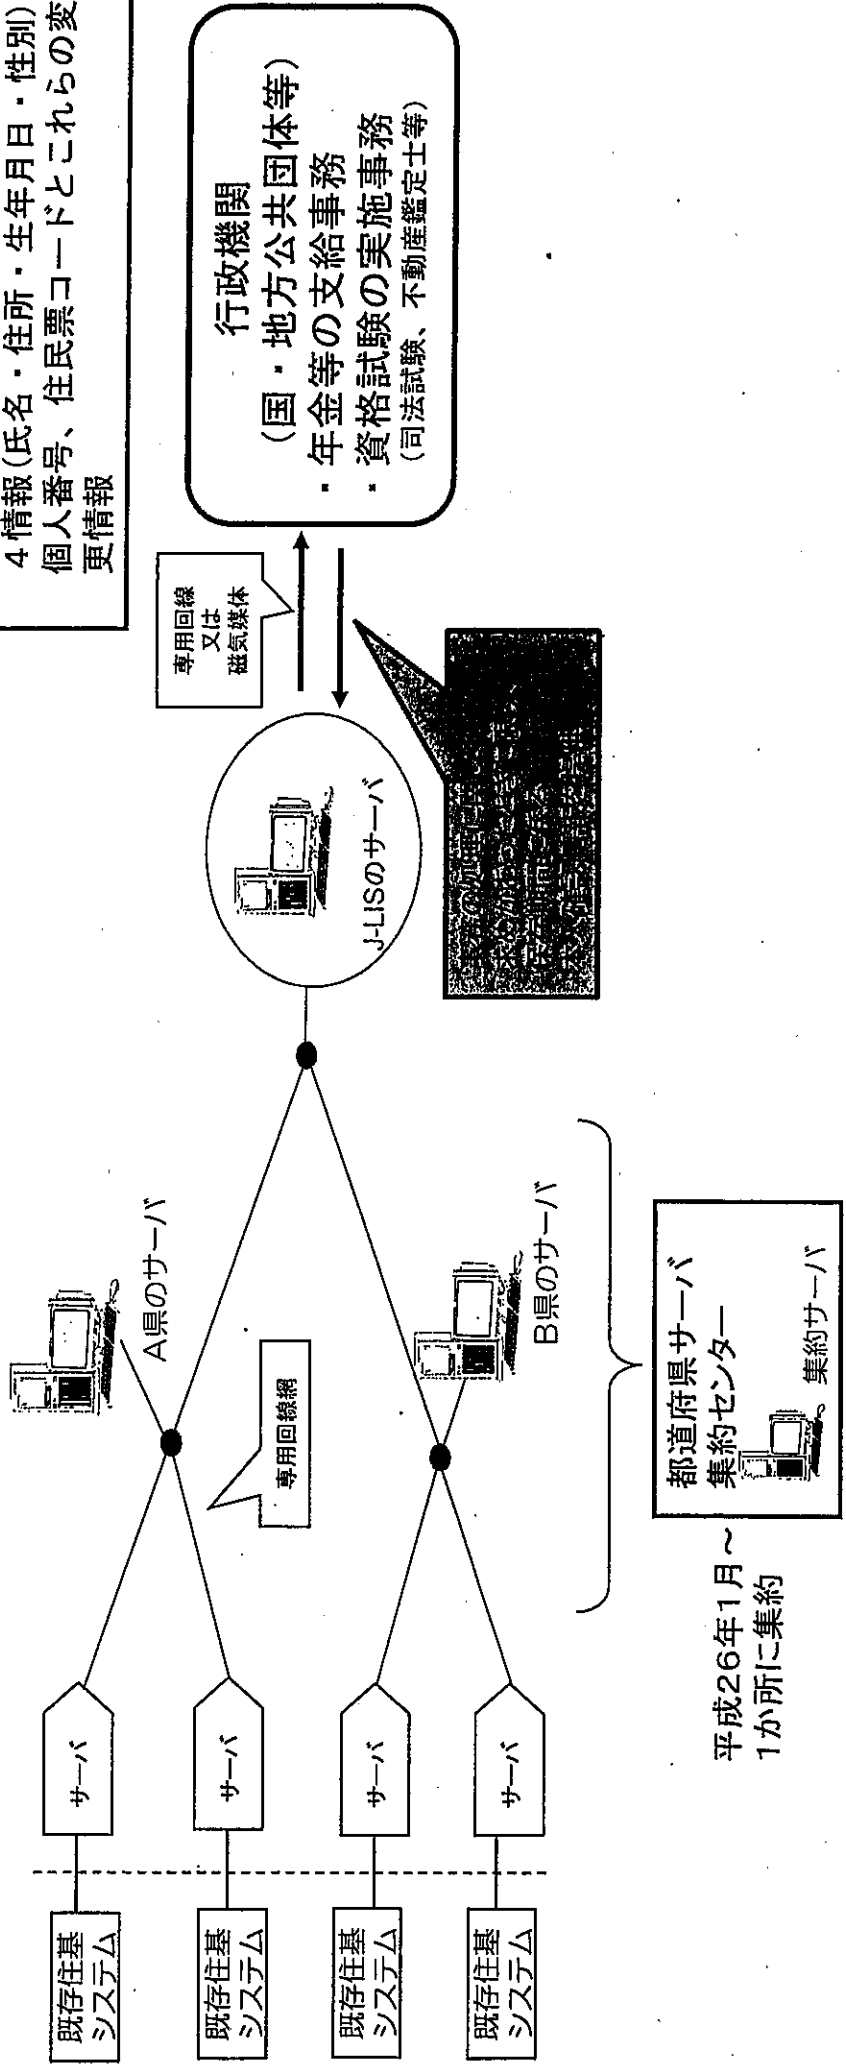 4情報(氏名・住所・生年月日・性別)
個人番号、住民票コードとこれらの変
更情報
行政機関
(国・地方公共団体等)
・年金等の支給事務
・資格試験の実施事務
(司法試験、不動産鑑定士等)
専用回線
又は
磁気媒体
J-LISのサーバ
A県のサーバ
専用回線網
B県のサーバ
サーバ
サーバ
サーバ
サーバ
既存住基
システム
既存住基
システム
既存住基
システム
既存住基
システム
都道府県サーバ
集約センター
集約サーバ
平成26年1月~
1か所に集約